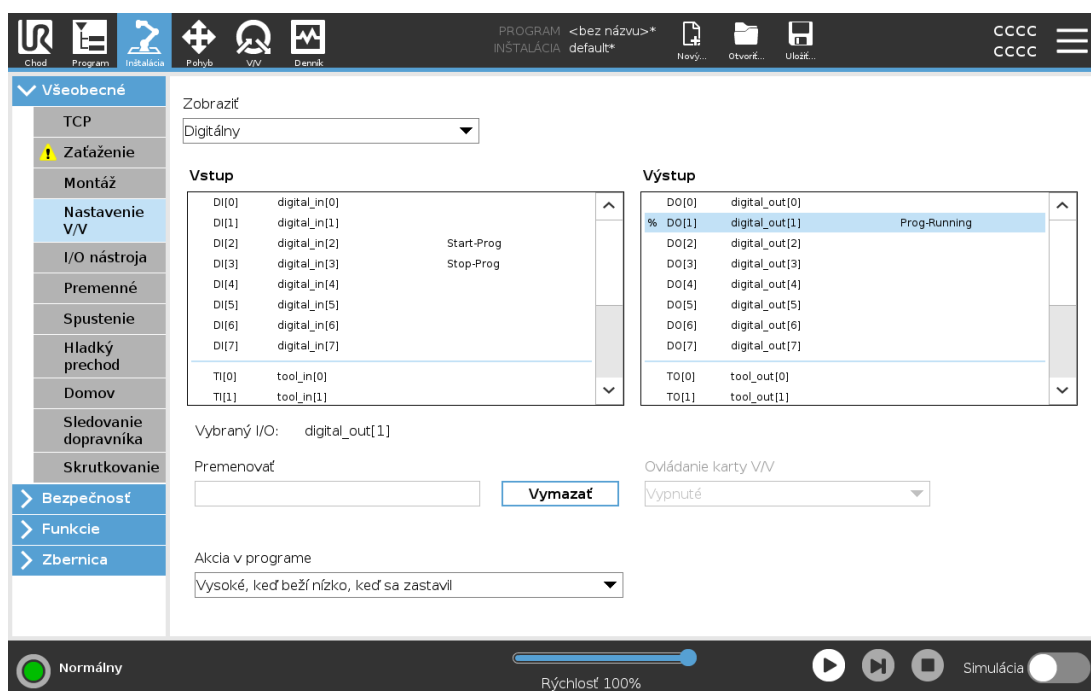 UR
Chod
Program
Inštalácia
Pohyb
V/V
Denník
PROGRAM <bez názvu>*
INŠTALÁCIA default*
Nový...
Otvoriť...
Uložiť...
CCCC
CCCC
Všeobecné
TCP
Zaťaženie
Montáž
Nastavenie
V/V
I/O nástroja
Premenné
Spustenie
Hladký
prechod
Domov
Sledovanie
dopravníka
Skrutkovanie
Bezpečnosť
Funkcie
Zbernica
Zobraziť
Digitálny
Vstup
DI[0] digital_in[0]
DI[1] digital_in[1]
DI[2] digital_in[2] Start-Prog
DI[3] digital_in[3] Stop-Prog
DI[4] digital_in[4]
DI[5] digital_in[5]
DI[6] digital_in[6]
DI[7] digital_in[7]
TI[0] tool_in[0]
TI[1] tool_in[1]
Výstup
DO[0] digital_out[0]
% DO[1] digital_out[1] Prog-Running
DO[2] digital_out[2]
DO[3] digital_out[3]
DO[4] digital_out[4]
DO[5] digital_out[5]
DO[6] digital_out[6]
DO[7] digital_out[7]
TO[0] tool_out[0]
TO[1] tool_out[1]
Vybraný I/O: digital_out[1]
Premenovať
Vymazať
Ovládanie karty V/V
Vypnuté
Akcia v programe
Vysoké, keď beží nízko, keď sa zastavil
Normálny
Rýchlosť 100%
Simulácia